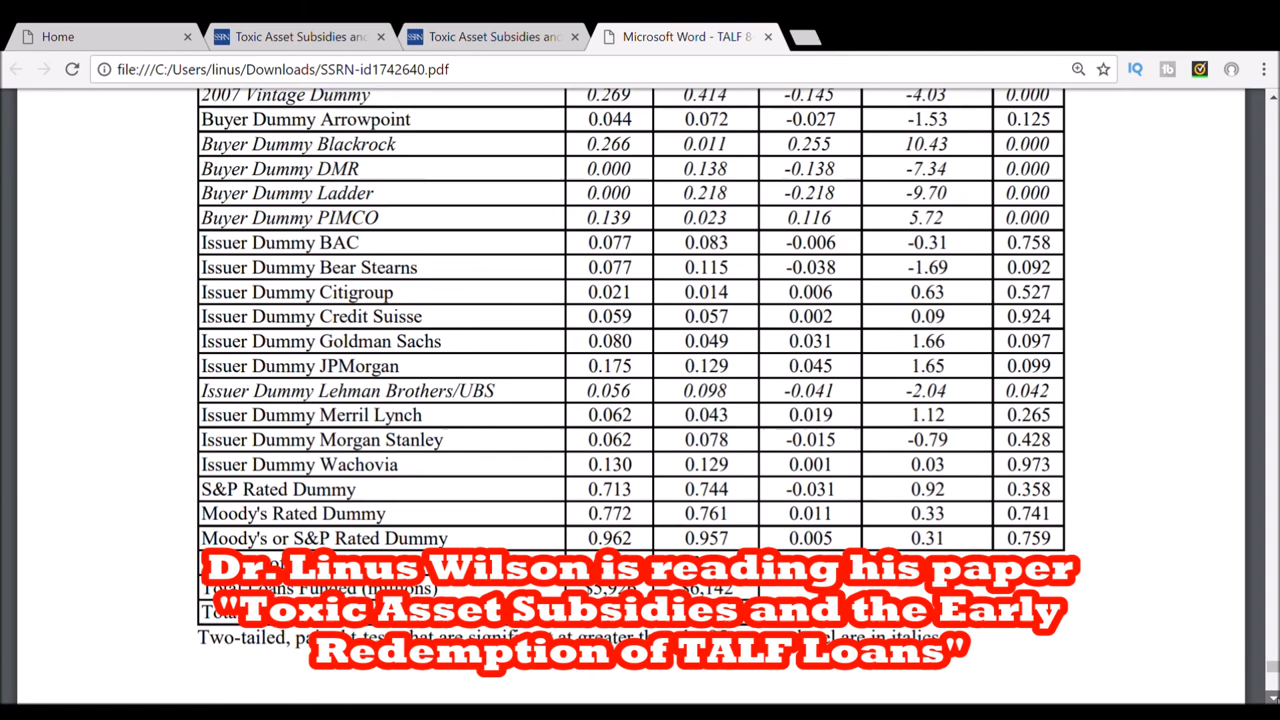 Home
Toxic Asset Subsidies and
Toxic Asset Subsidies and
Microsoft Word - TALF 8
file:///C:/Users/linus/Downloads/SSRN-id1742640.pdf
2007 Vintage Dummy 0.269 0.414 -0.145 -4.03 0.000
Buyer Dummy Arrowpoint 0.044 0.072 -0.027 -1.53 0.125
Buyer Dummy Blackrock 0.266 0.011 0.255 10.43 0.000
Buyer Dummy DMR 0.000 0.138 -0.138 -7.34 0.000
Buyer Dummy Ladder 0.000 0.218 -0.218 -9.70 0.000
Buyer Dummy PIMCO 0.139 0.023 0.116 5.72 0.000
Issuer Dummy BAC 0.077 0.083 -0.006 -0.31 0.758
Issuer Dummy Bear Stearns 0.077 0.115 -0.038 -1.69 0.092
Issuer Dummy Citigroup 0.021 0.014 0.006 0.63 0.527
Issuer Dummy Credit Suisse 0.059 0.057 0.002 0.09 0.924
Issuer Dummy Goldman Sachs 0.080 0.049 0.031 1.66 0.097
Issuer Dummy JPMorgan 0.175 0.129 0.045 1.65 0.099
Issuer Dummy Lehman Brothers/UBS 0.056 0.098 -0.041 -2.04 0.042
Issuer Dummy Merril Lynch 0.062 0.043 0.019 1.12 0.265
Issuer Dummy Morgan Stanley 0.062 0.078 -0.015 -0.79 0.428
Issuer Dummy Wachovia 0.130 0.129 0.001 0.03 0.973
S&P Rated Dummy 0.713 0.744 -0.031 0.92 0.358
Moody's Rated Dummy 0.772 0.761 0.011 0.33 0.741
Moody's or S&P Rated Dummy 0.962 0.957 0.005 0.31 0.759
Dr. Linus Wilson is reading his paper
Total Loans Funded (millions)
"Toxic Asset Subsidies and the Early
Two-tailed,
are in italics
Redemption of TALF Loans"